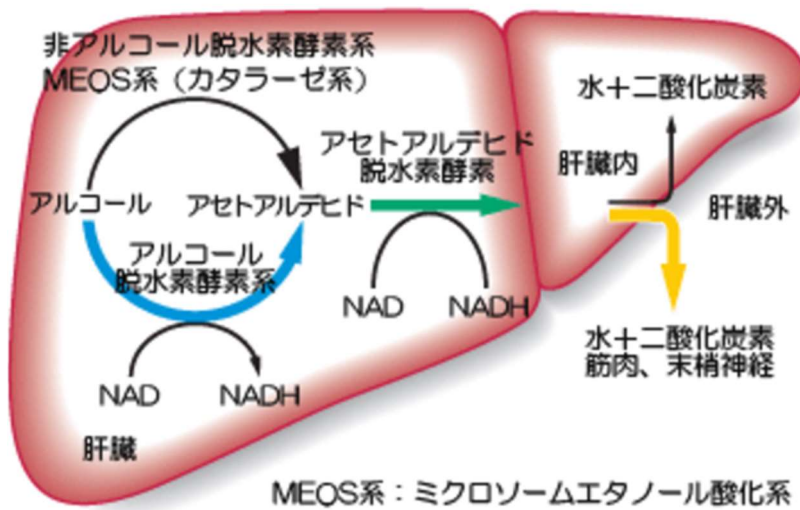 非アルコール脱水素酵素系
MEOS系（カタラーゼ系）
アルコール
アセトアルデヒド
アルコール
脱水素酵素系
NAD
NADH
肝臓
アセトアルデヒド
脱水素酵素
NAD
NADH
水＋二酸化炭素
肝臓内
肝臓外
水＋二酸化炭素
筋肉、末梢神経
MEOS系：ミクロソームエタノール酸化系